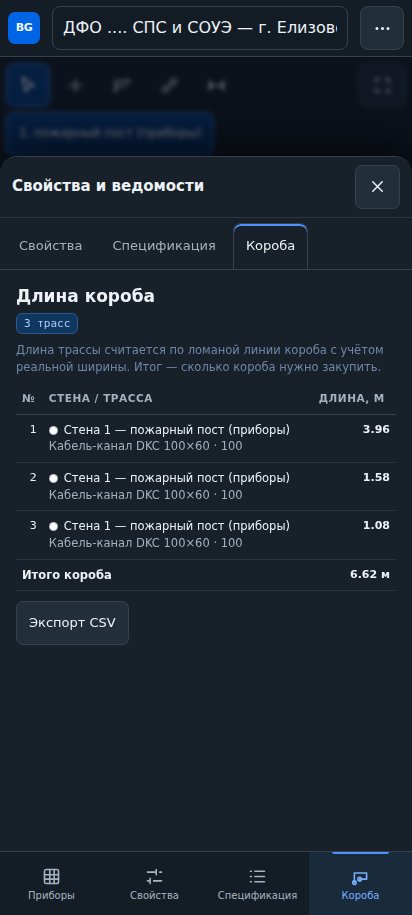 BG
ДФО .... СПС и СОУЭ — г. Елизов
1. пожарный пост (приборы)
Свойства и ведомости
Свойства
Спецификация
Короба
Длина короба
3 трасс
Длина трассы считается по ломаной линии короба с учётом
реальной ширины. Итог — сколько короба нужно закупить.
№ СТЕНА / ТРАССА ДЛИНА, М
1 Стена 1 — пожарный пост (приборы) 3.96
Кабель-канал DKC 100×60 · 100
2 Стена 1 — пожарный пост (приборы) 1.58
Кабель-канал DKC 100×60 · 100
3 Стена 1 — пожарный пост (приборы) 1.08
Кабель-канал DKC 100×60 · 100
Итого короба 6.62 м
Экспорт CSV
Приборы
Свойства
Спецификация
Короба